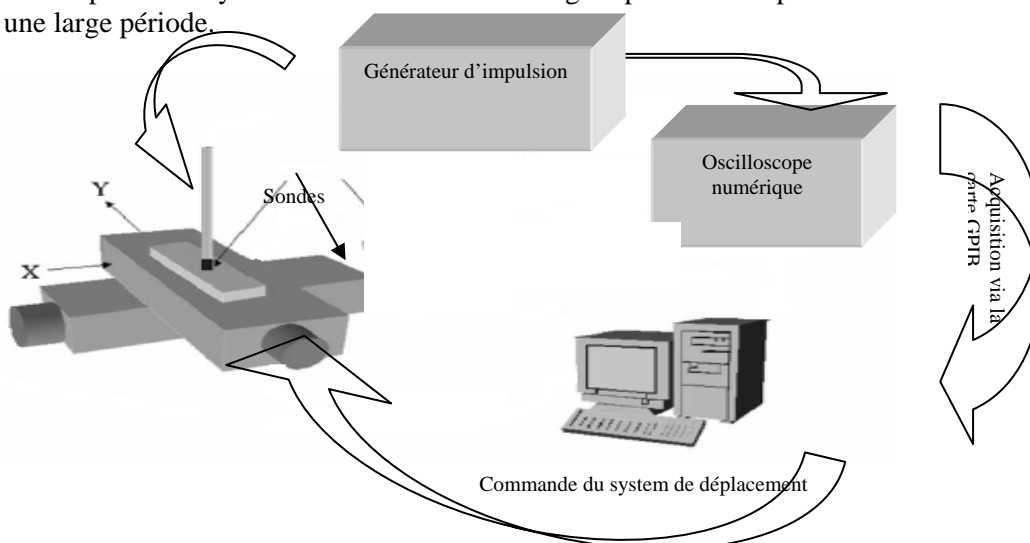 une large période.
Générateur d'impulsion
Oscilloscope
numérique
Sondes
Y
X
Acquisition via la
carte GPIB
Commande du system de déplacement